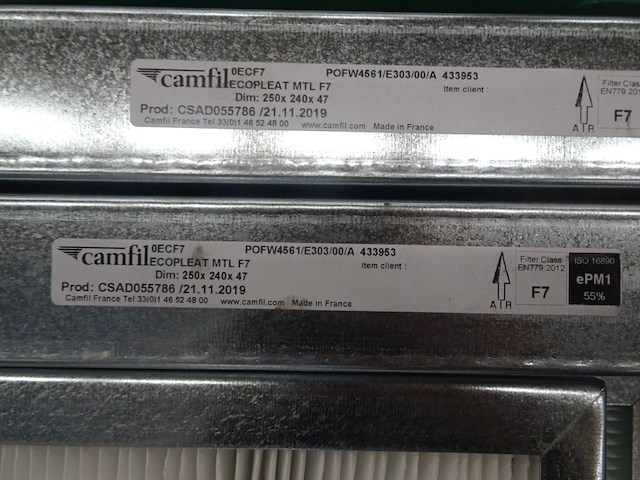 camfil 0ECF7 POFW4561/E303/00/A 433953
ECOPLEAT MTL F7 Item client :
Dim: 250x 240x 47
Prod: CSAD055786 /21.11.2019
Camfil France Tel 33(0)1 46 52 48 00 www.camfil.com Made in France
AIR
Filter Class
EN779 2012
F7
camfil 0ECF7 POFW4561/E303/00/A 433953
ECOPLEAT MTL F7 Item client :
Dim: 250x 240x 47
Prod: CSAD055786 /21.11.2019
Camfil France Tel 33(0)1 46 52 48 00 www.camfil.com Made in France
AIR
Filter Class
EN779 2012
F7
ISO 16890
ePM1
55%